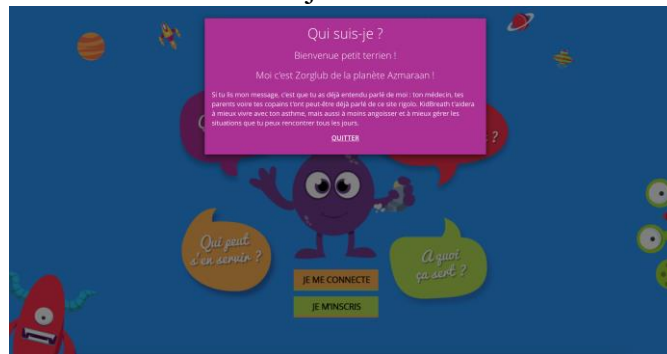 Qui suis-je ?
Bienvenue petit terrien !
Moi c'est Zorglub de la planète Azmaraan !
Si tu lis mon message, c'est que tu as déjà entendu parlé de moi : ton médecin, tes
parents voire tes copains t'ont peut-être déjà parlé de ce site rigolo. KidBreath t'aidera
à mieux vivre avec ton asthme, mais aussi à moins angoisser et à mieux gérer les
situations que tu peux rencontrer tous les jours.
QUITTER
?
Qui peut
s'en servir ?
A quoi
ça sert ?
JE ME CONNECTE
JE M'INSCRIS